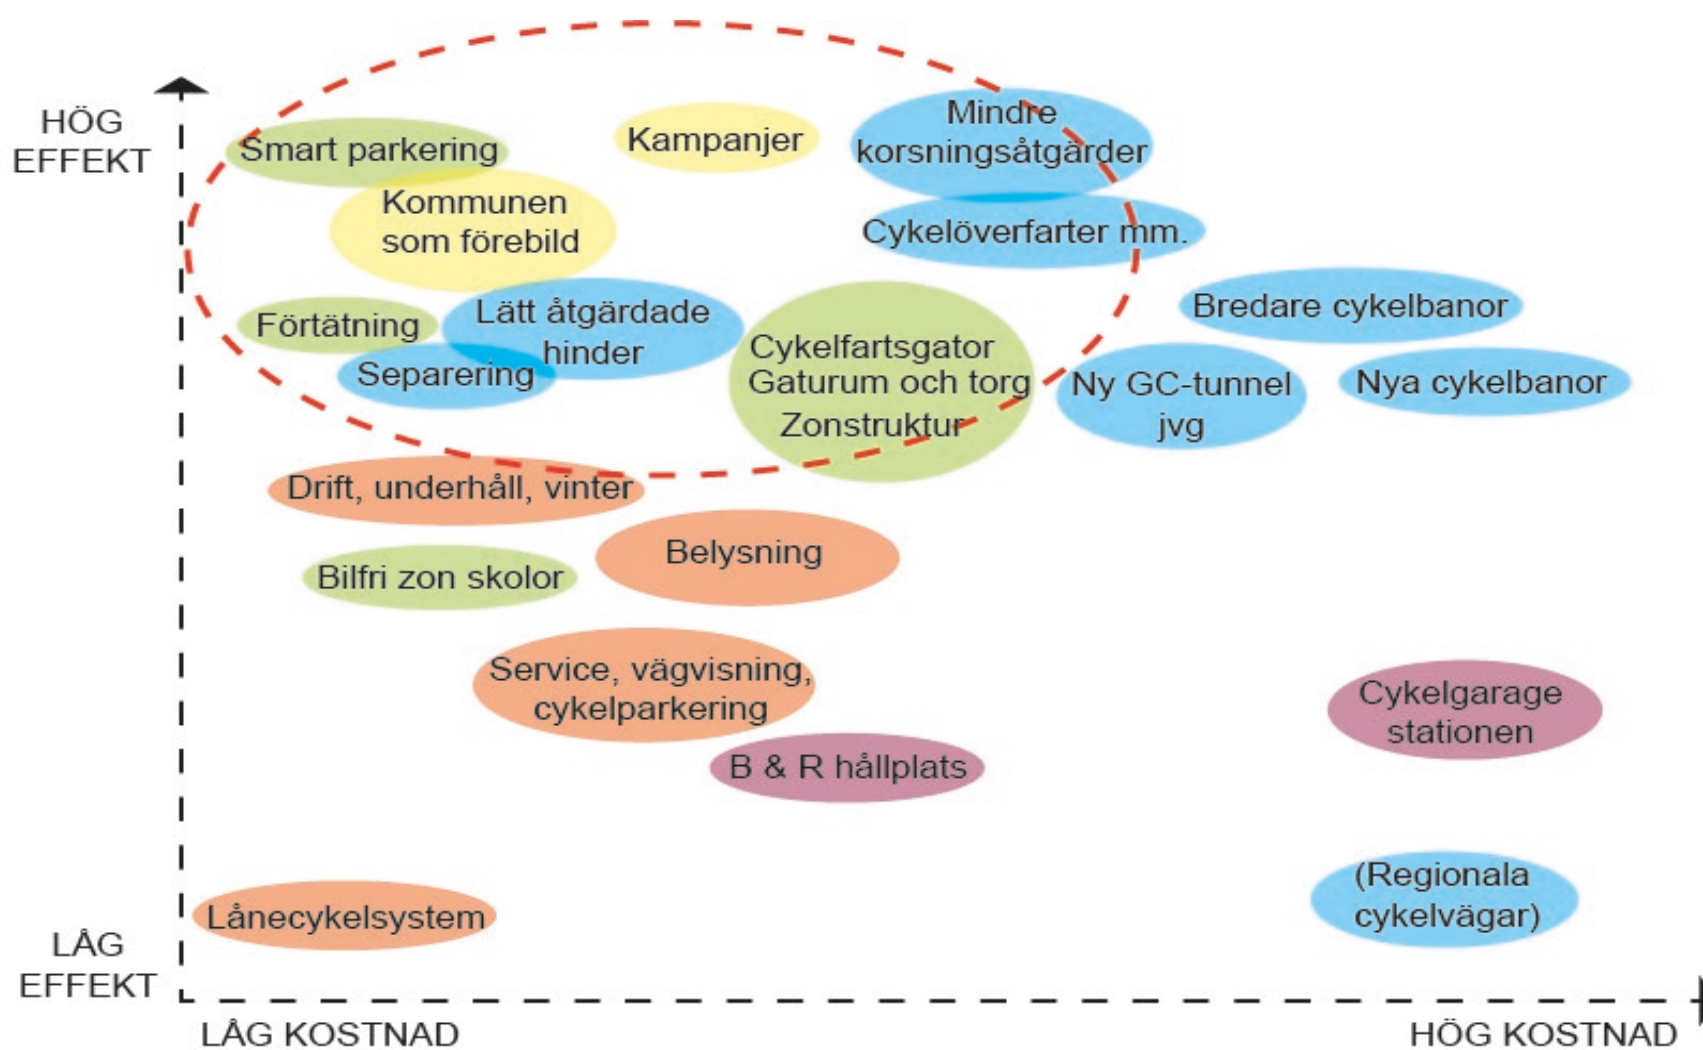 HÖG
EFFEKT
Smart parkering
Kampanjer
Mindre
korsningsåtgärder
Kommunen
som förebild
Cykelöverfarter mm.
Förtätning
Lätt åtgärdade
hinder
Separering
Cykelfartsgator
Gaturum och torg
Zonstruktur
Bredare cykelbanor
Ny GC-tunnel
jvg
Nya cykelbanor
Drift, underhåll, vinter
Belysning
Bilfri zon skolor
Service, vägvisning,
cykelparkering
Cykelgarage
stationen
B & R hållplats
(Regionala
cykelvägar)
Lånecykelsystem
LÅG
EFFEKT
LÅG KOSTNAD
HÖG KOSTNAD